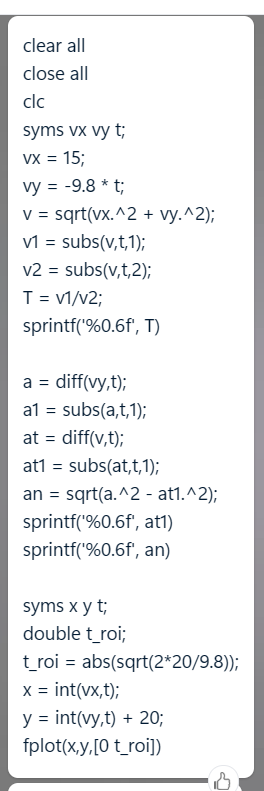 clear all
close all
clc
syms vx vy t;
vx = 15;
vy = -9.8 * t;
v = sqrt(vx.^2 + vy.^2);
v1 = subs(v,t,1);
v2 = subs(v,t,2);
T = v1/v2;
sprintf('%0.6f', T)
a = diff(vy,t);
a1 = subs(a,t,1);
at = diff(v,t);
at1 = subs(at,t,1);
an = sqrt(a.^2 - at1.^2);
sprintf('%0.6f', at1)
sprintf('%0.6f', an)
syms x y t;
double t_roi;
t_roi = abs(sqrt(2*20/9.8));
x = int(vx,t);
y = int(vy,t) + 20;
fplot(x,y,[0 t_roi])